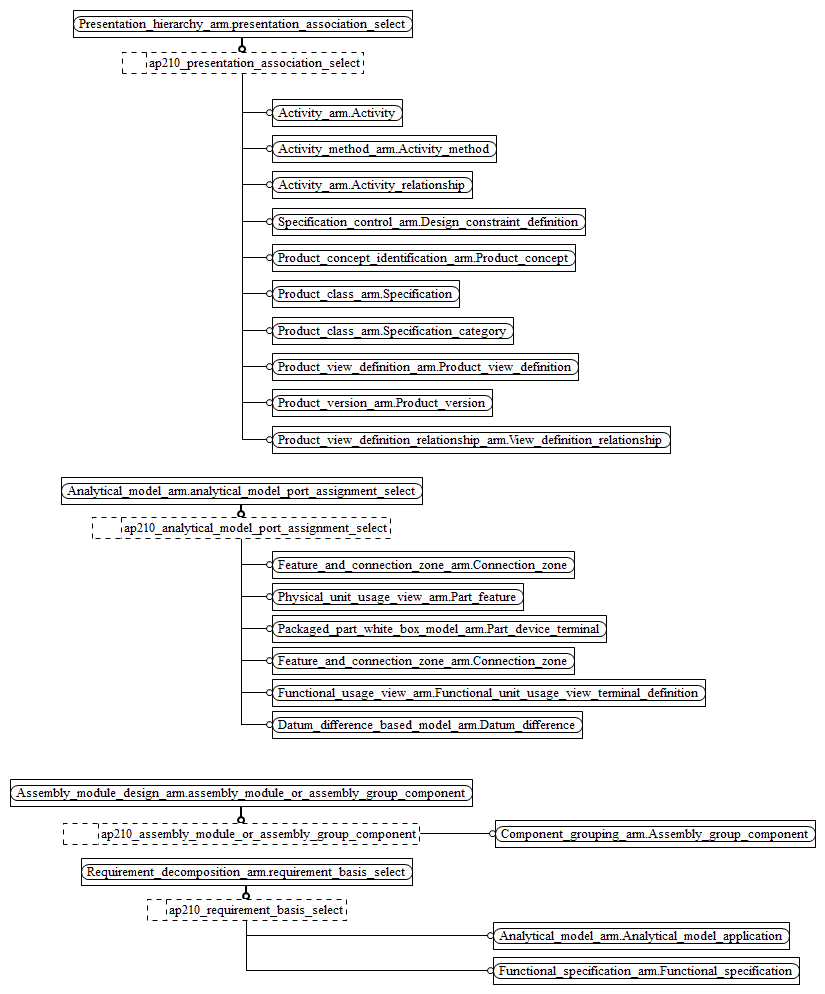 Presentation_hierarchy_arm.presentation_association_select
ap210_presentation_association_select
Activity_arm.Activity
Activity_method_arm.Activity_method
Activity_arm.Activity_relationship
Specification_control_arm.Design_constraint_definition
Product_concept_identification_arm.Product_concept
Product_class_arm.Specification
Product_class_arm.Specification_category
Product_view_definition_arm.Product_view_definition
Product_version_arm.Product_version
Product_view_definition_relationship_arm.View_definition_relationship
Analytical_model_arm.analytical_model_port_assignment_select
ap210_analytical_model_port_assignment_select
Feature_and_connection_zone_arm.Connection_zone
Physical_unit_usage_view_arm.Part_feature
Packaged_part_white_box_model_arm.Part_device_terminal
Feature_and_connection_zone_arm.Connection_zone
Functional_usage_view_arm.Functional_unit_usage_view_terminal_definition
Datum_difference_based_model_arm.Datum_difference
Assembly_module_design_arm.assembly_module_or_assembly_group_component
ap210_assembly_module_or_assembly_group_component
Component_grouping_arm.Assembly_group_component
Requirement_decomposition_arm.requirement_basis_select
ap210_requirement_basis_select
Analytical_model_arm.Analytical_model_application
Functional_specification_arm.Functional_specification